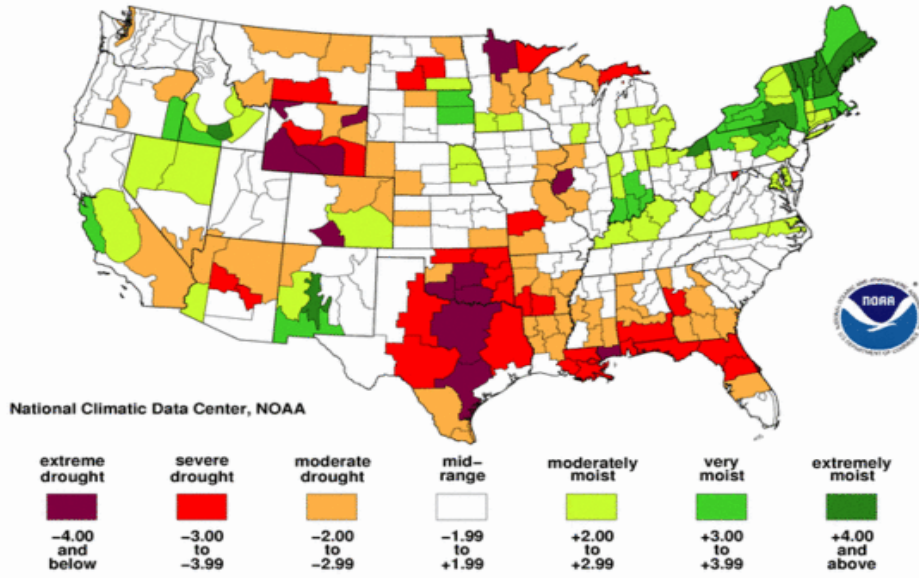 NOAA
National Climatic Data Center, NOAA
extreme drought
severe drought
moderate drought
mid-range
moderately moist
very moist
extremely moist
-4.00 and below
-3.00 to -3.99
-2.00 to -2.99
-1.99 to +1.99
+2.00 to +2.99
+3.00 to +3.99
+4.00 and above